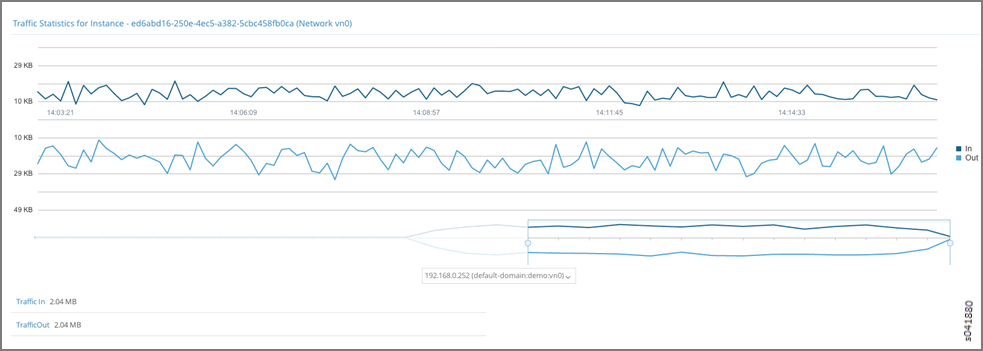 Traffic Statistics for Instance - ed6abd16-250e-4ec5-a382-5cbc458fb0ca (Network vn0)
29 KB
10 KB
14:03:21 14:06:09 14:08:57 14:11:45 14:14:33
10 KB
29 KB
49 KB
In
Out
192.168.0.252 (default-domain:demo:vn0)
Traffic In 2.04 MB
TrafficOut 2.04 MB
s041880